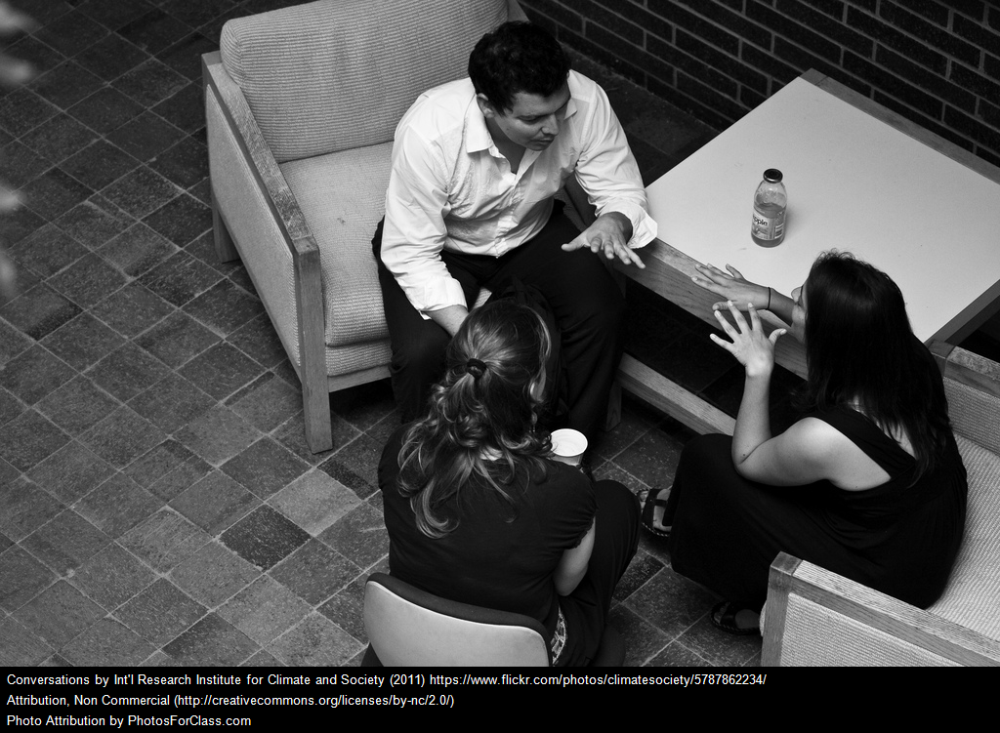 pple
Conversations by Int'l Research Institute for Climate and Society (2011) https://www.flickr.com/photos/climatesociety/5787862234/
Attribution, Non Commercial (http://creativecommons.org/licenses/by-nc/2.0/)
Photo Attribution by PhotosForClass.com